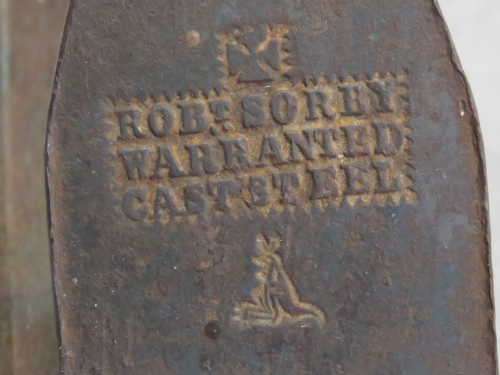 ROBT. SORBY
WARRANTED
CAST STEEL